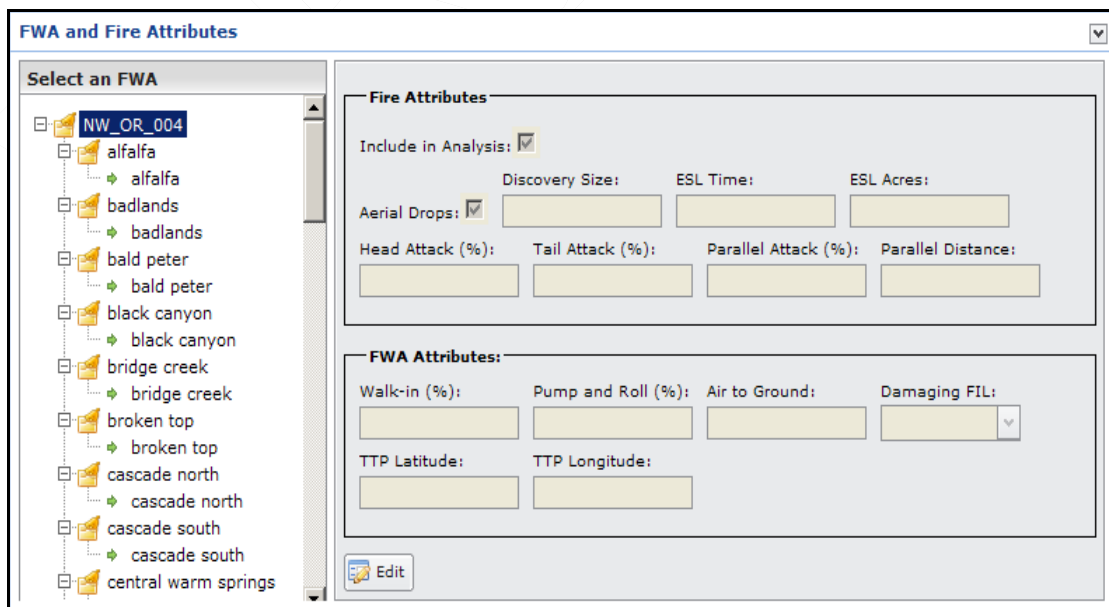 FWA and Fire Attributes
Select an FWA
NW_OR_004
alfalfa
alfalfa
badlands
badlands
bald peter
bald peter
black canyon
black canyon
bridge creek
bridge creek
broken top
broken top
cascade north
cascade north
cascade south
cascade south
central warm springs
Fire Attributes
Include in Analysis:
Discovery Size: ESL Time: ESL Acres:
Aerial Drops:
Head Attack (%): Tail Attack (%): Parallel Attack (%): Parallel Distance:
FWA Attributes:
Walk-in (%): Pump and Roll (%): Air to Ground: Damaging FIL:
TTP Latitude: TTP Longitude:
Edit